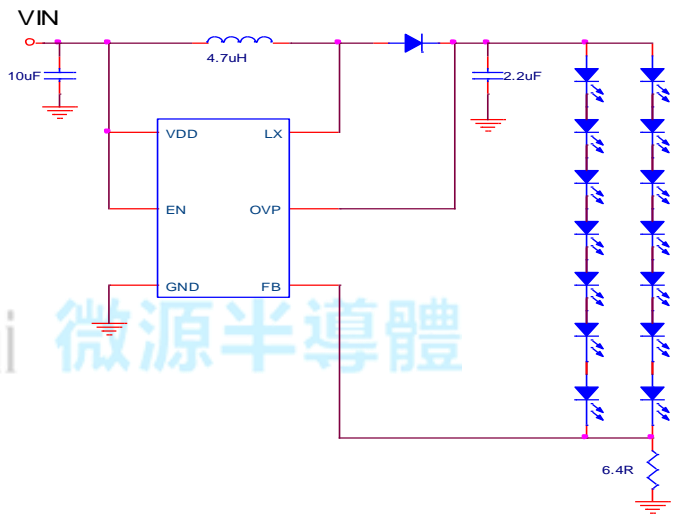 VIN
4.7uH
10uF
2.2uF
VDD
LX
EN
OVP
GND
FB
i 微源半導體
6.4R